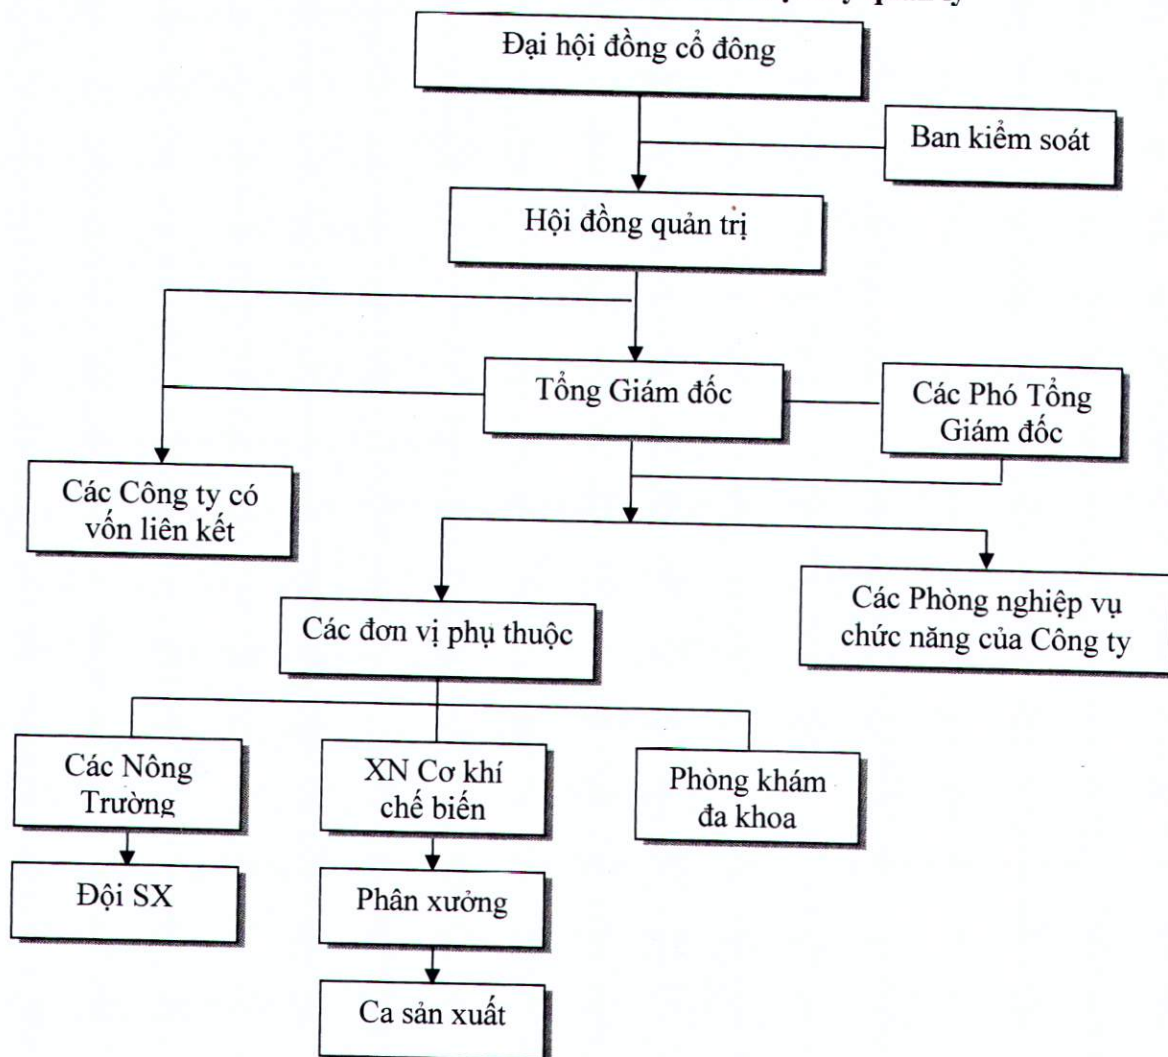 Đại hội đồng cổ đông
Ban kiểm soát
Hội đồng quản trị
Tổng Giám đốc
Các Phó Tổng
Giám đốc
Các Công ty có
vốn liên kết
Các đơn vị phụ thuộc
Các Phòng nghiệp vụ
chức năng của Công ty
Các Nông
Trường
XN Cơ khí
chế biến
Phòng khám
đa khoa
Đội SX
Phân xưởng
Ca sản xuất